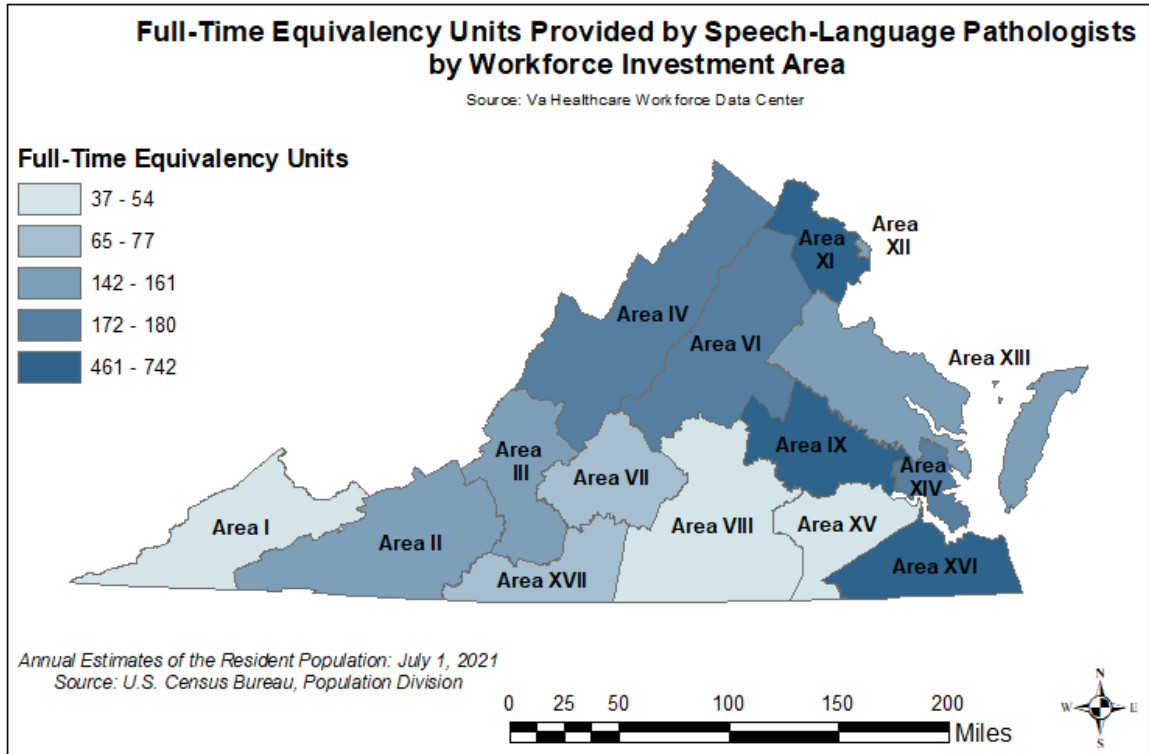 Full-Time Equivalency Units Provided by Speech-Language Pathologists
by Workforce Investment Area
Source: Va Healthcare Workforce Data Center
Full-Time Equivalency Units
37 - 54
65 - 77
142 - 161
172 - 180
461 - 742
Area
XII
Area
XI
Area IV
Area VI
Area XIII
Area
III
Area IX
Area VII
Area
XIV
Area I
Area II
Area VIII
Area XV
Area XVII
Area XVI
Annual Estimates of the Resident Population: July 1, 2021
Source: U.S. Census Bureau, Population Division
0 25 50 100 150 200
Miles
N
W E
S